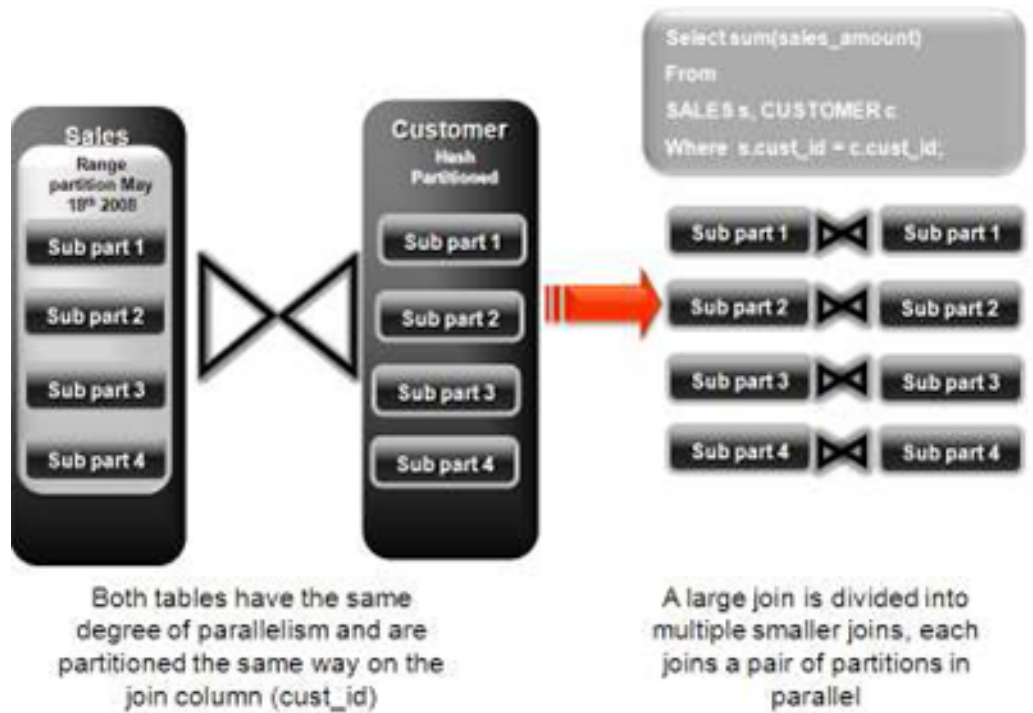 Select sum(sales_amount)
From
SALES s, CUSTOMER c
Where s.cust_id = c.cust_id;
Sales
Range
partition May
18th 2008
Sub part 1
Sub part 2
Sub part 3
Sub part 4
Customer
Hash
Partitioned
Sub part 1
Sub part 2
Sub part 3
Sub part 4
Sub part 1 Sub part 1
Sub part 2 Sub part 2
Sub part 3 Sub part 3
Sub part 4 Sub part 4
Both tables have the same
degree of parallelism and are
partitioned the same way on the
join column (cust_id)
A large join is divided into
multiple smaller joins, each
joins a pair of partitions in
parallel